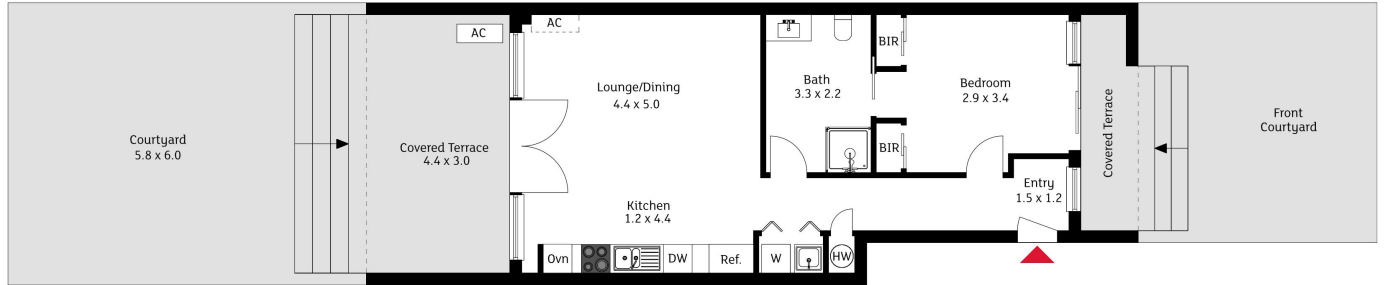 Courtyard
5.8 x 6.0
AC
Covered Terrace
4.4 x 3.0
AC
Lounge/Dining
4.4 x 5.0
Kitchen
1.2 x 4.4
Ovn
DW
Ref.
W
HW
Bath
3.3 x 2.2
BIR
BIR
Bedroom
2.9 x 3.4
Entry
1.5 x 1.2
Covered Terrace
Front
Courtyard